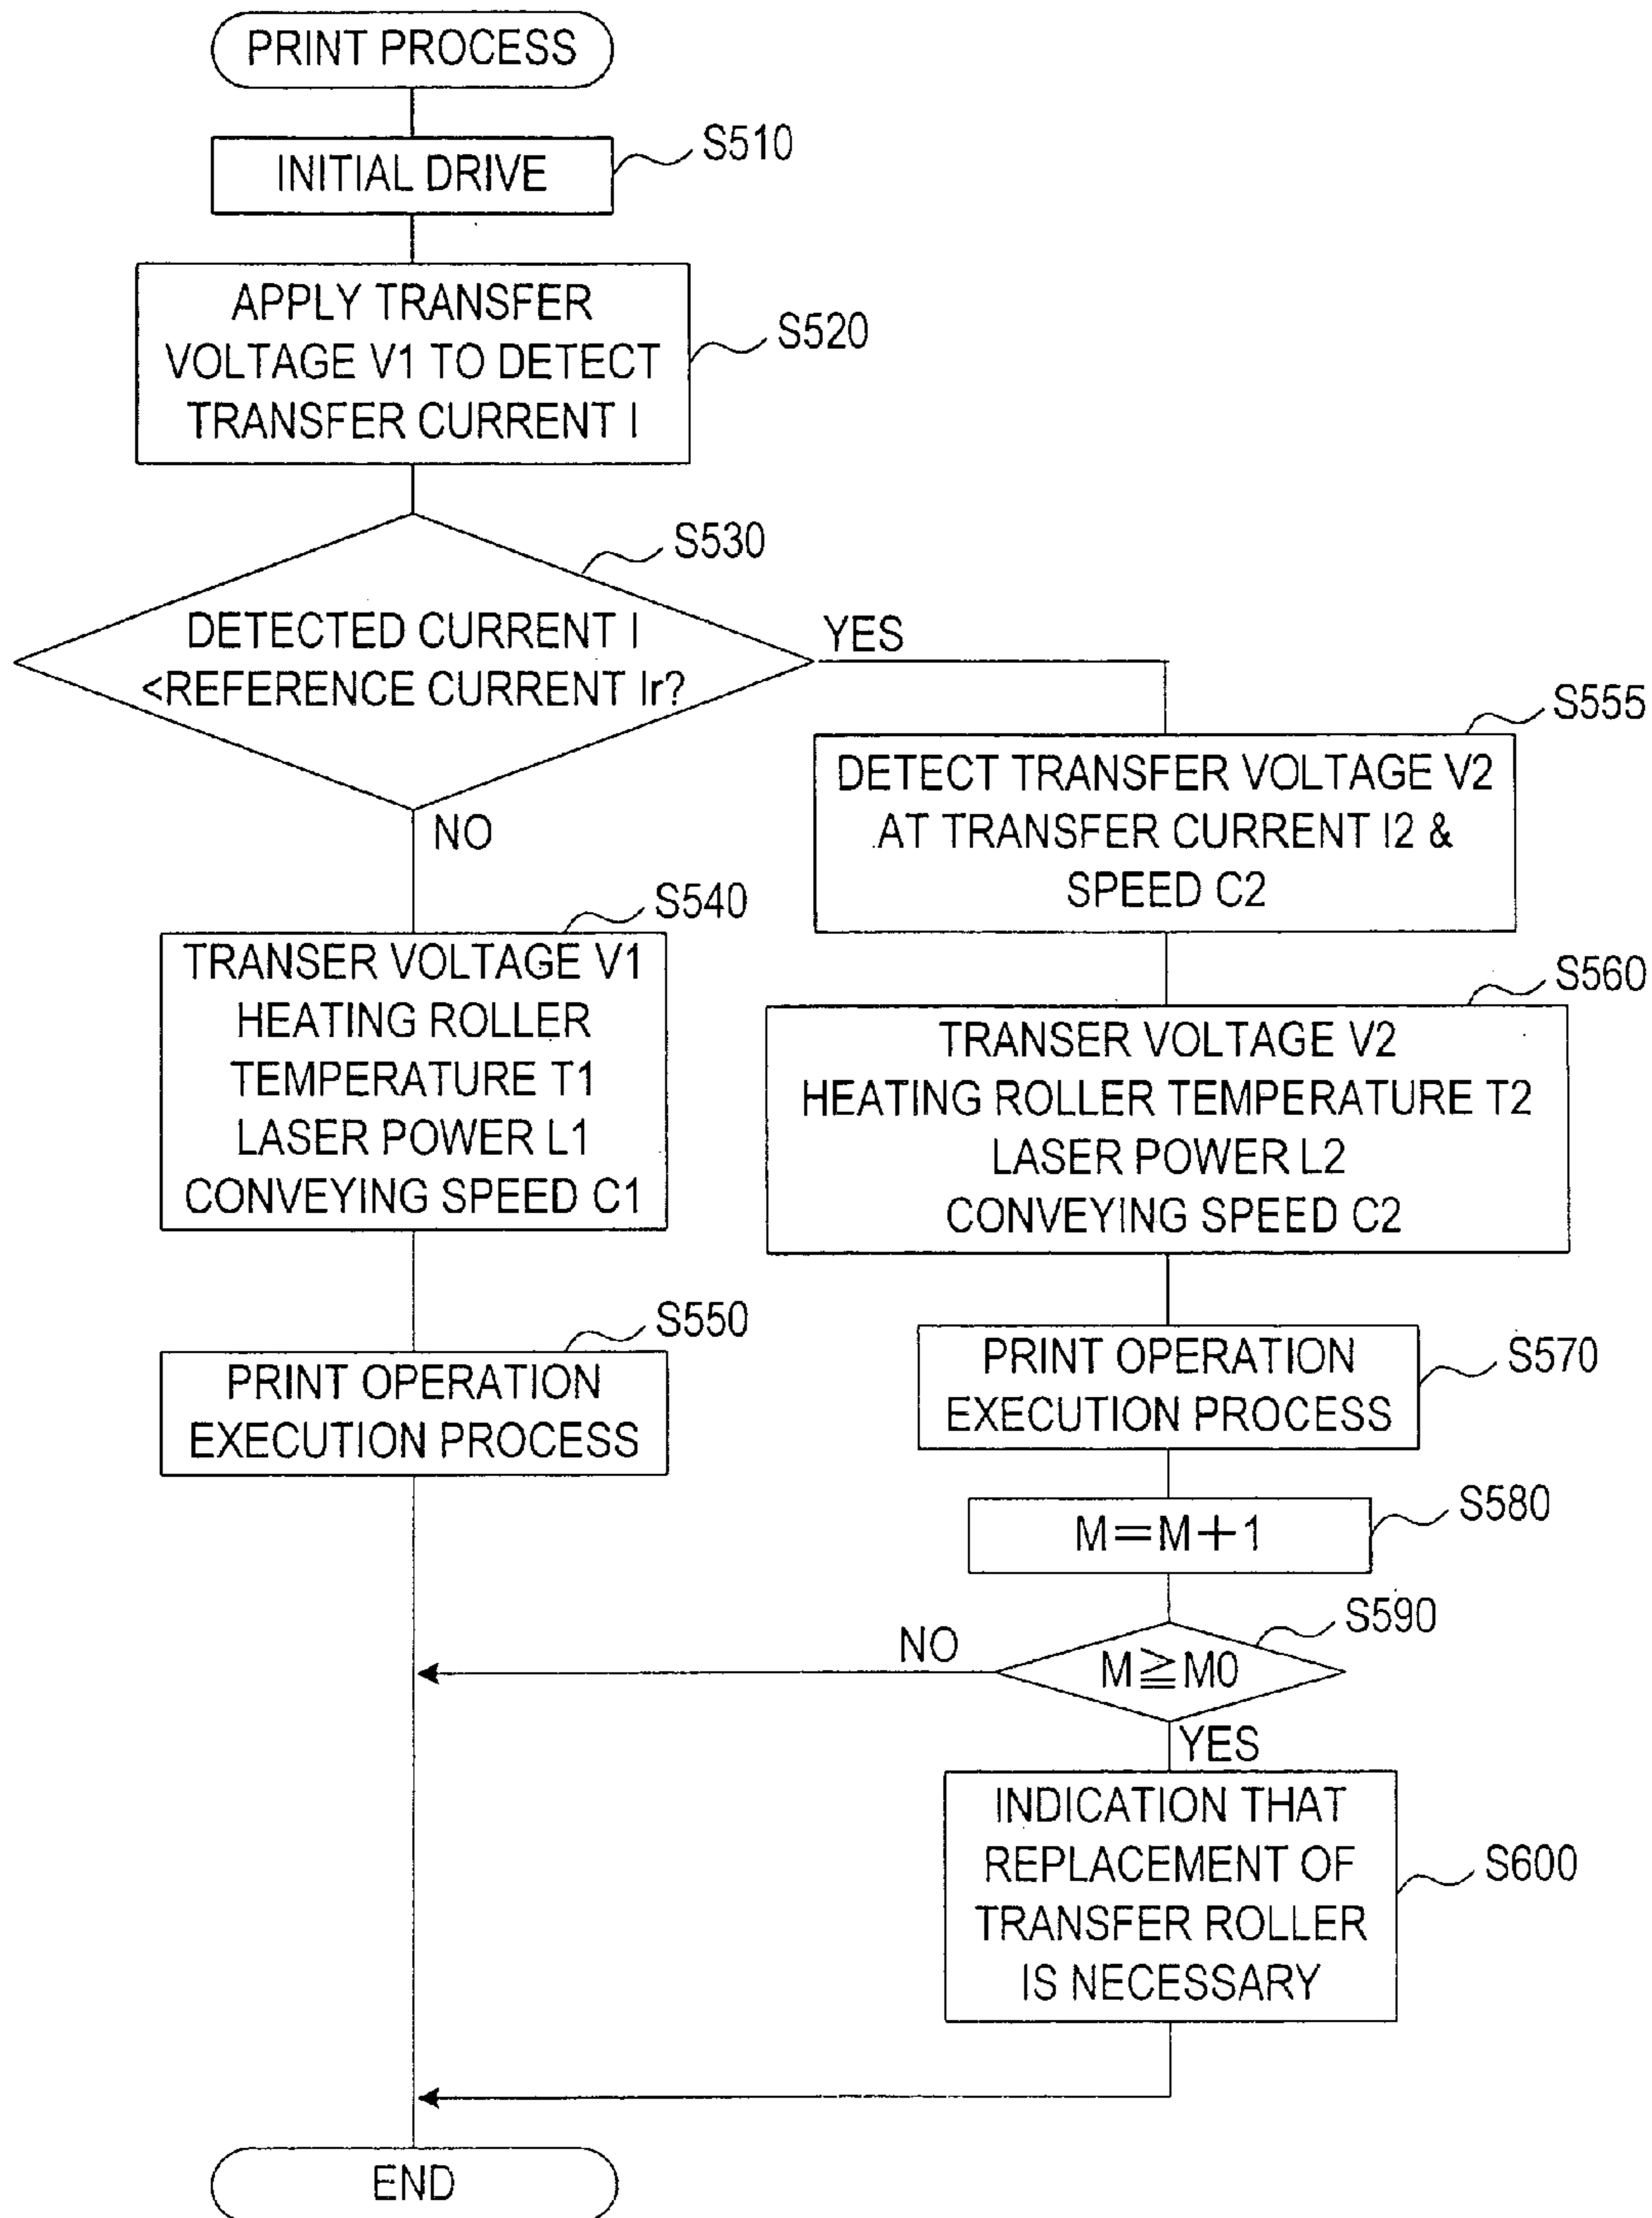 PRINT PROCESS
INITIAL DRIVE
S510
APPLY TRANSFER
VOLTAGE V1 TO DETECT
TRANSFER CURRENT I
S520
DETECTED CURRENT I
<REFERENCE CURRENT Ir?
S530
YES
NO
S555
DETECT TRANSFER VOLTAGE V2
AT TRANSFER CURRENT I2 &
SPEED C2
S540
TRANSER VOLTAGE V1
HEATING ROLLER
TEMPERATURE T1
LASER POWER L1
CONVEYING SPEED C1
S560
TRANSER VOLTAGE V2
HEATING ROLLER TEMPERATURE T2
LASER POWER L2
CONVEYING SPEED C2
S550
PRINT OPERATION
EXECUTION PROCESS
PRINT OPERATION
EXECUTION PROCESS
S570
M=M+1
S580
S590
M≧M0
NO
YES
INDICATION THAT
REPLACEMENT OF
TRANSFER ROLLER
IS NECESSARY
S600
END